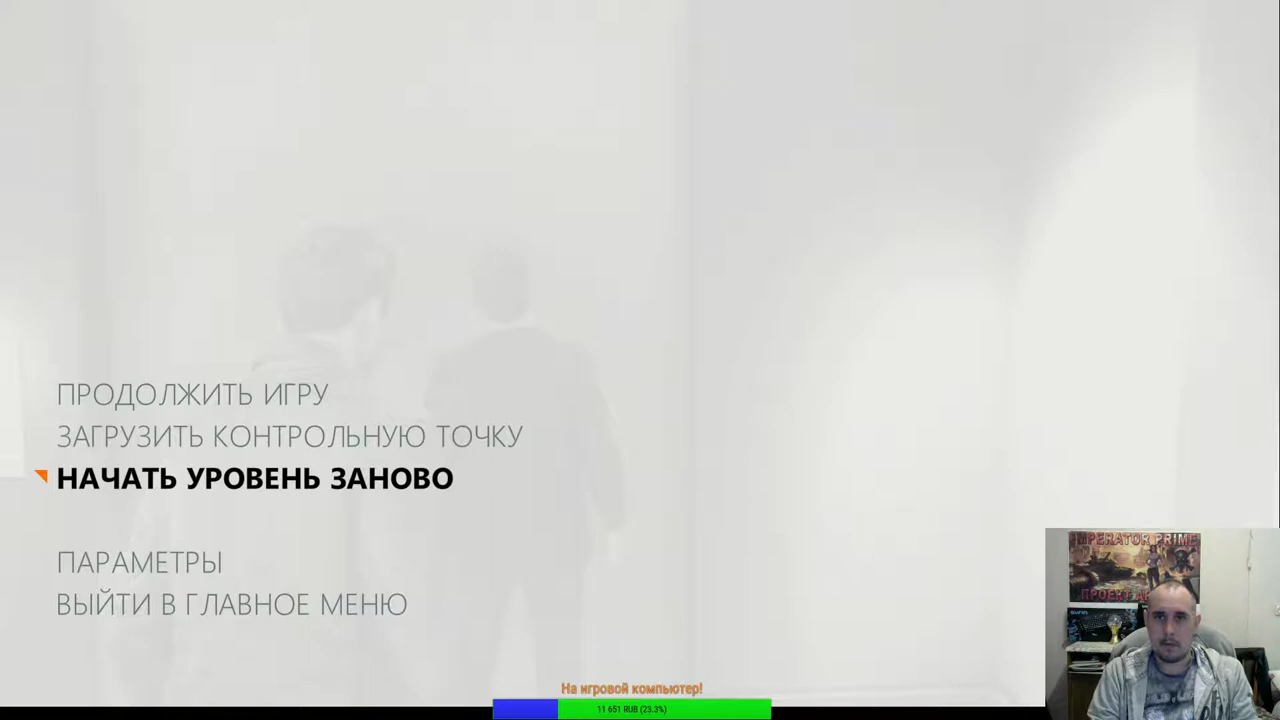 ПРОДОЛЖИТЬ ИГРУ
ЗАГРУЗИТЬ КОНТРОЛЬНУЮ ТОЧКУ
НАЧАТЬ УРОВЕНЬ ЗАНОВО
ПАРАМЕТРЫ
ВЫЙТИ В ГЛАВНОЕ МЕНЮ
IMPERATOR PRIME
На игровой компьютер!
11 651 RUB (23.3%)